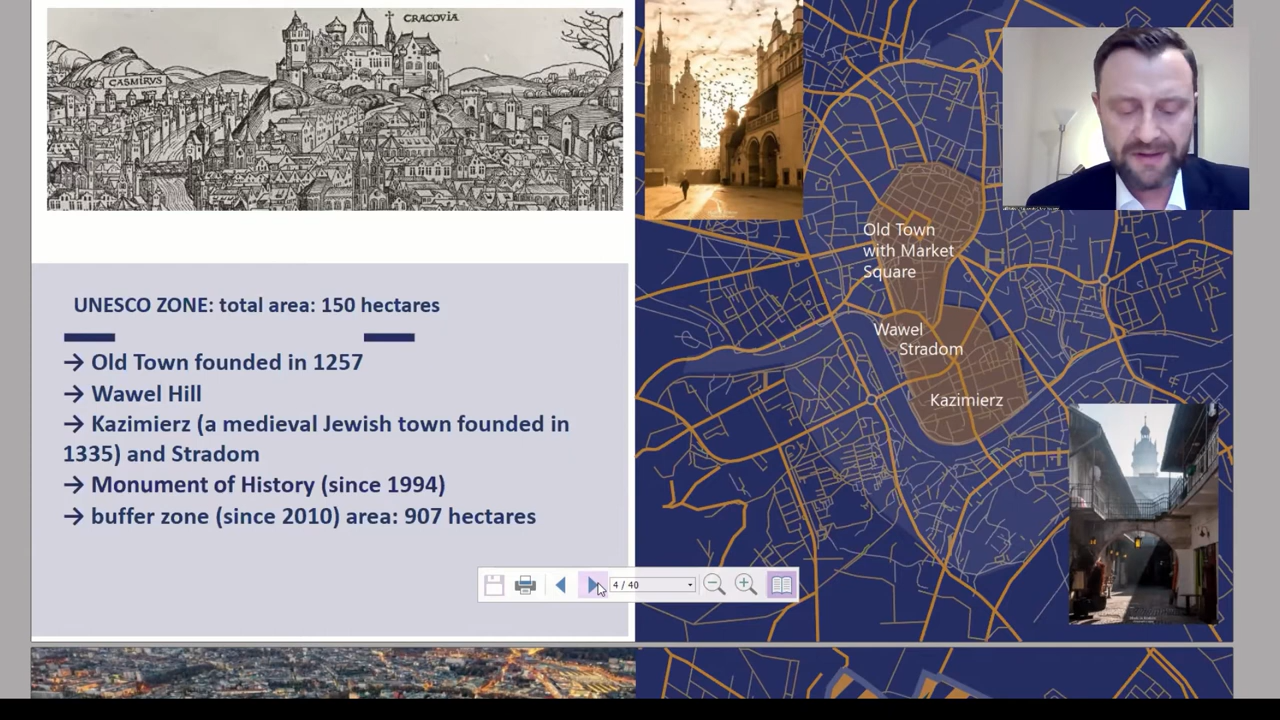 CRACOVIA
CASMIRVS
UNESCO ZONE: total area: 150 hectares
→ Old Town founded in 1257
→ Wawel Hill
→ Kazimierz (a medieval Jewish town founded in
1335) and Stradom
→ Monument of History (since 1994)
→ buffer zone (since 2010) area: 907 hectares
Old Town
with Market
Square
Wawel
Stradom
Kazimierz
4 / 40